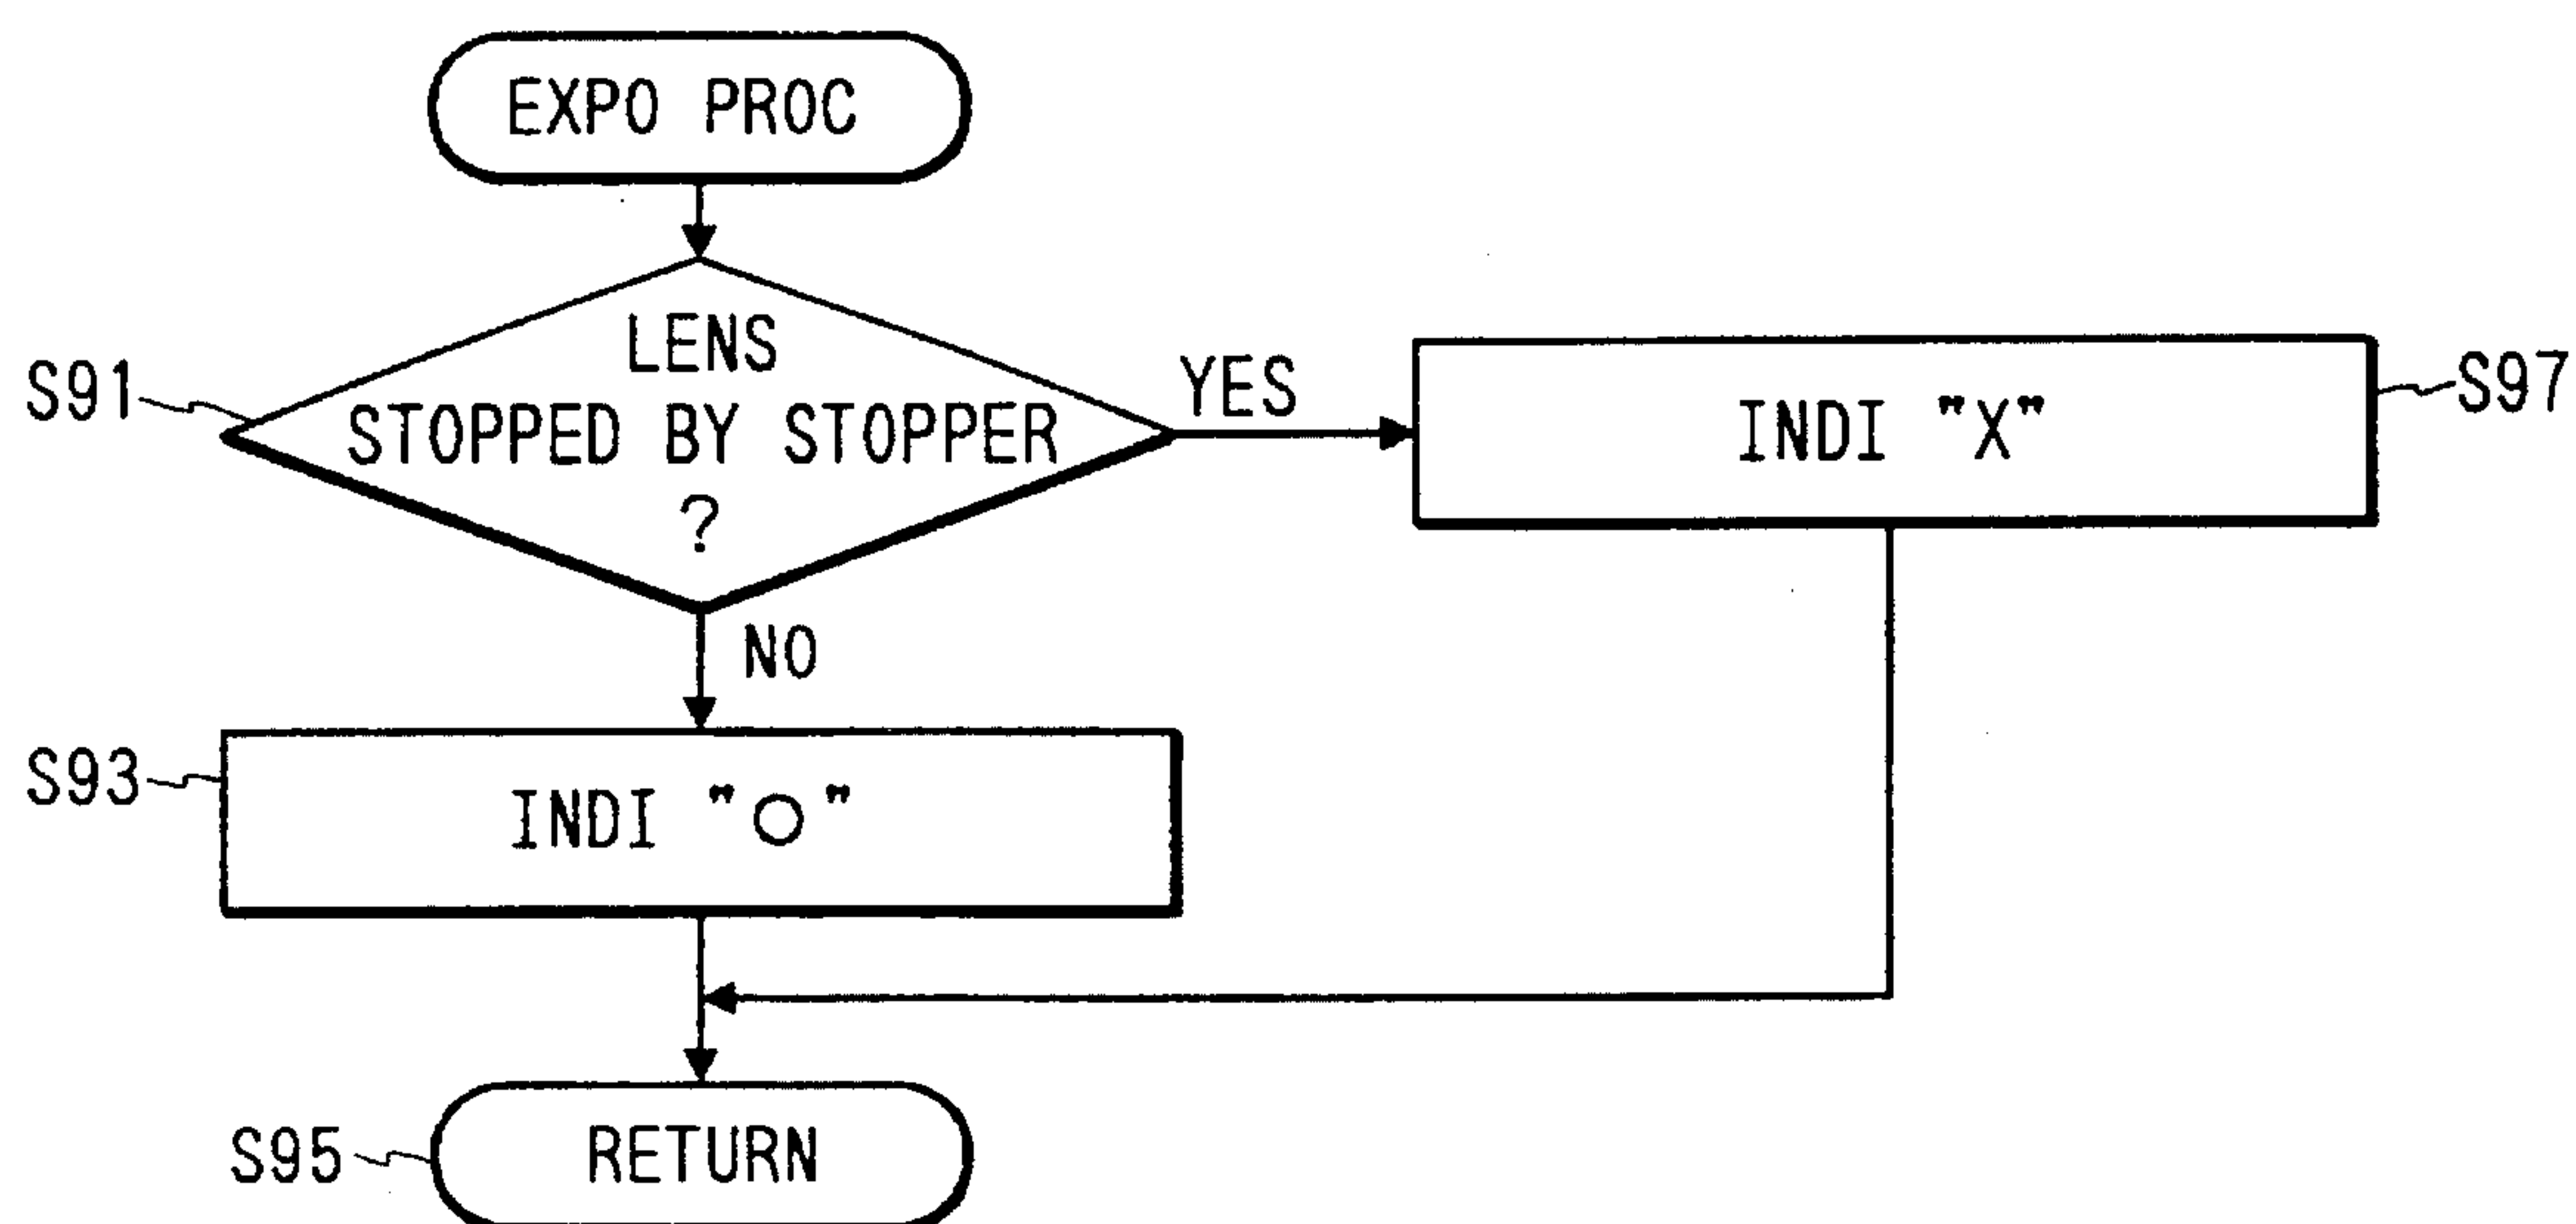 EXPO PROC
LENS
STOPPED BY STOPPER
?
S91
YES
INDI "X"
S97
NO
S93
INDI "○"
S95
RETURN